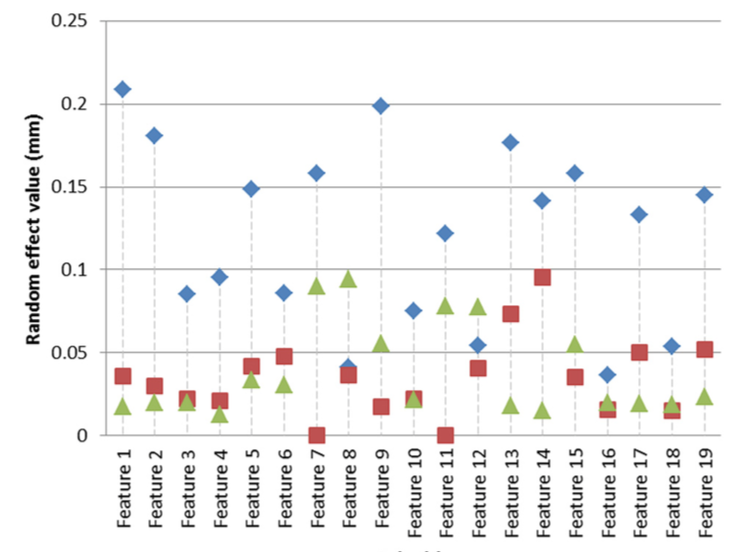 Random effect value (mm)
0.25
0.2
0.15
0.1
0.05
0
Feature 1
Feature 2
Feature 3
Feature 4
Feature 5
Feature 6
Feature 7
Feature 8
Feature 9
Feature 10
Feature 11
Feature 12
Feature 13
Feature 14
Feature 15
Feature 16
Feature 17
Feature 18
Feature 19